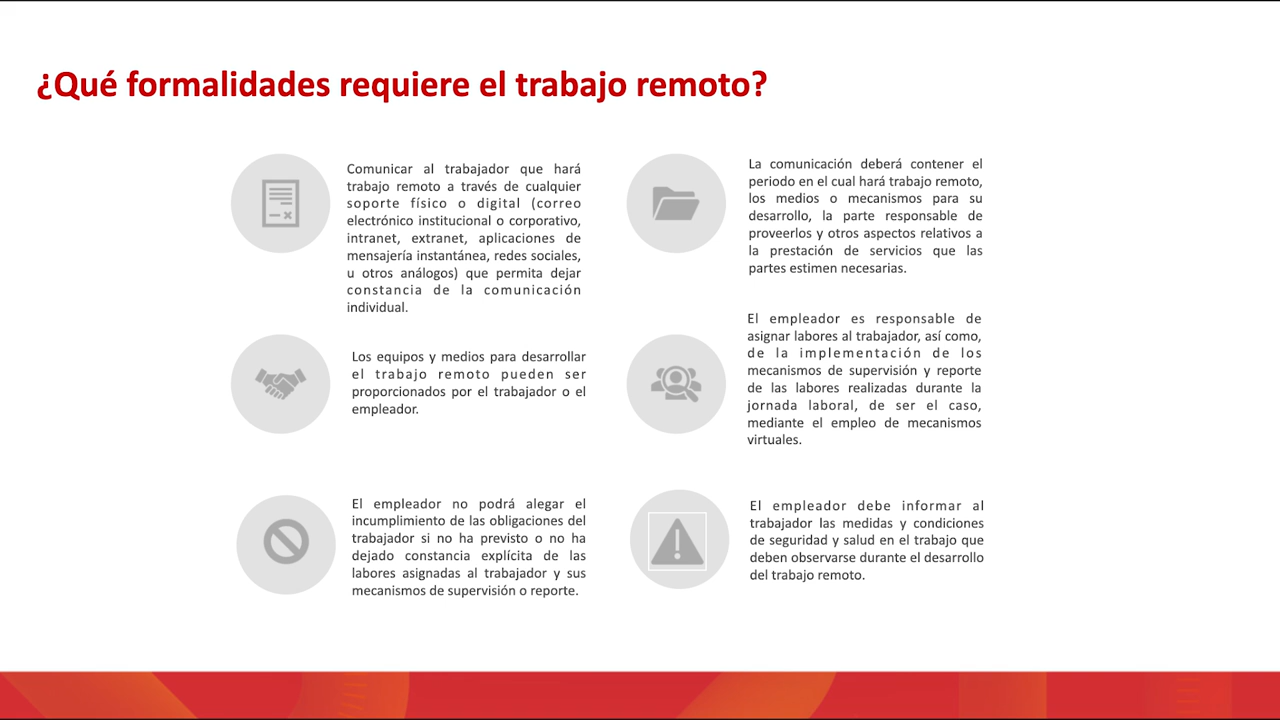 ¿Qué formalidades requiere el trabajo remoto?
Comunicar al trabajador que hará
trabajo remoto a través de cualquier
soporte físico o digital (correo
electrónico institucional o corporativo,
intranet, extranet, aplicaciones de
mensajería instantánea, redes sociales,
u otros análogos) que permita dejar
constancia de la comunicación
individual.
La comunicación deberá contener el
periodo en el cual hará trabajo remoto,
los medios o mecanismos para su
desarrollo, la parte responsable de
proveerlos y otros aspectos relativos a
la prestación de servicios que las
partes estimen necesarias.
Los equipos y medios para desarrollar
el trabajo remoto pueden ser
proporcionados por el trabajador o el
empleador.
El empleador es responsable de
asignar labores al trabajador, así como,
de la implementación de los
mecanismos de supervisión y reporte
de las labores realizadas durante la
jornada laboral, de ser el caso,
mediante el empleo de mecanismos
virtuales.
El empleador no podrá alegar el
incumplimiento de las obligaciones del
trabajador si no ha previsto o no ha
dejado constancia explícita de las
labores asignadas al trabajador y sus
mecanismos de supervisión o reporte.
El empleador debe informar al
trabajador las medidas y condiciones
de seguridad y salud en el trabajo que
deben observarse durante el desarrollo
del trabajo remoto.